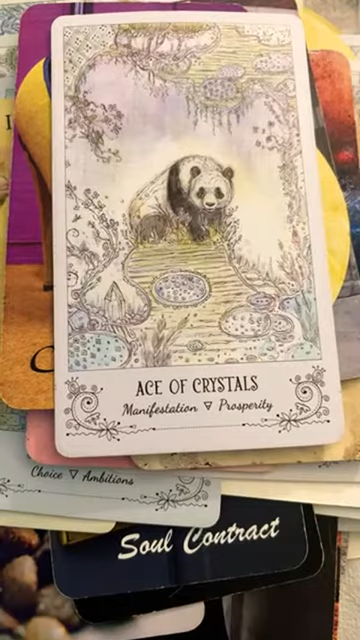 ACE OF CRYSTALS
Manifestation ▽ Prosperity
Choice ▽ Ambitions
Soul Contract